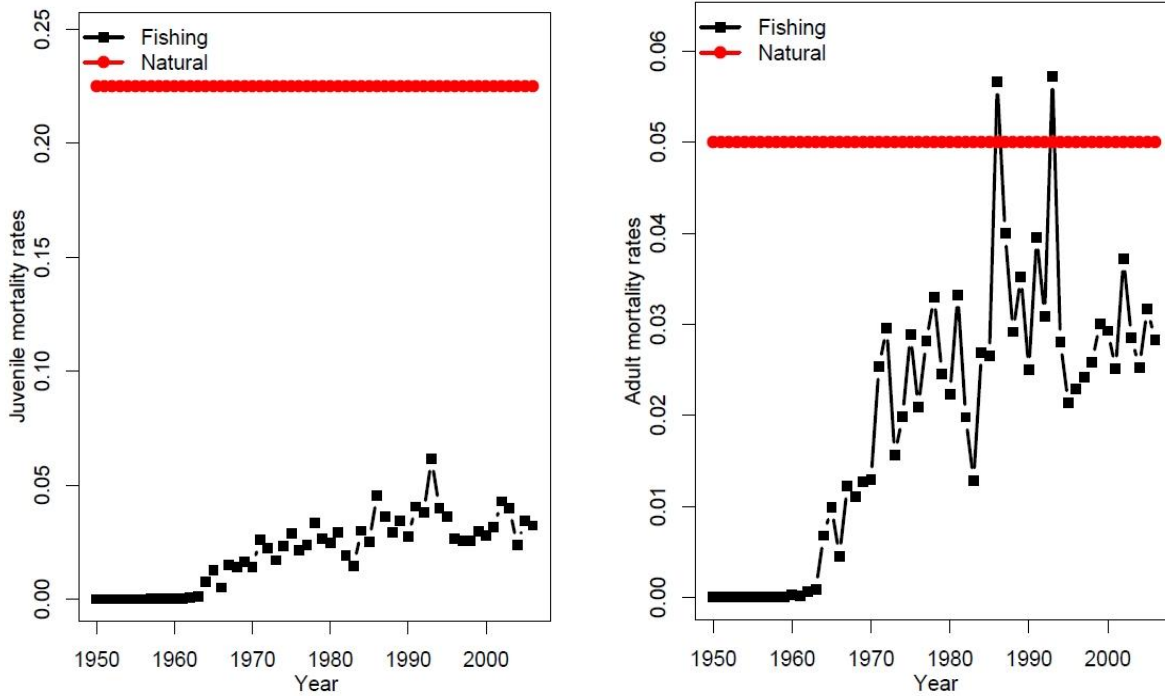 Fishing
Natural
Juvenile mortality rates
0.25
0.20
0.15
0.10
0.05
0.00
1950 1960 1970 1980 1990 2000
Year
Fishing
Natural
Adult mortality rates
0.06
0.05
0.04
0.03
0.02
0.01
0.00
1950 1960 1970 1980 1990 2000
Year